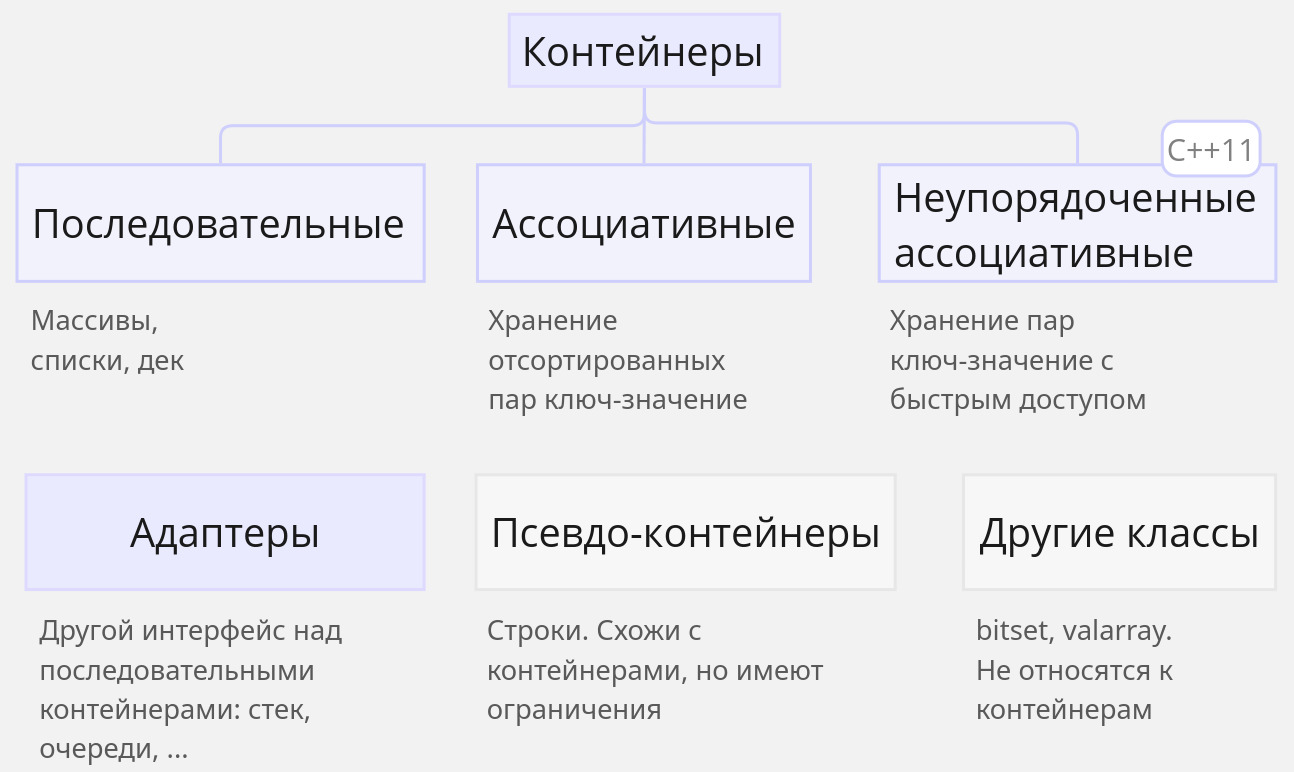 Контейнеры
C++11
Последовательные
Ассоциативные
Неупорядоченные
ассоциативные
Массивы,
списки, дек
Хранение
отсортированных
пар ключ-значение
Хранение пар
ключ-значение с
быстрым доступом
Адаптеры
Псевдо-контейнеры
Другие классы
Другой интерфейс над
последовательными
контейнерами: стек,
очереди, ...
Строки. Схожи с
контейнерами, но имеют
ограничения
bitset, valarray.
Не относятся к
контейнерам